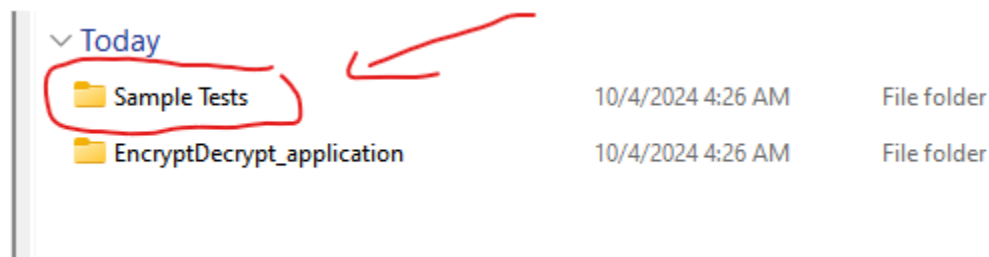 Today
Sample Tests 10/4/2024 4:26 AM File folder
EncryptDecrypt_application 10/4/2024 4:26 AM File folder